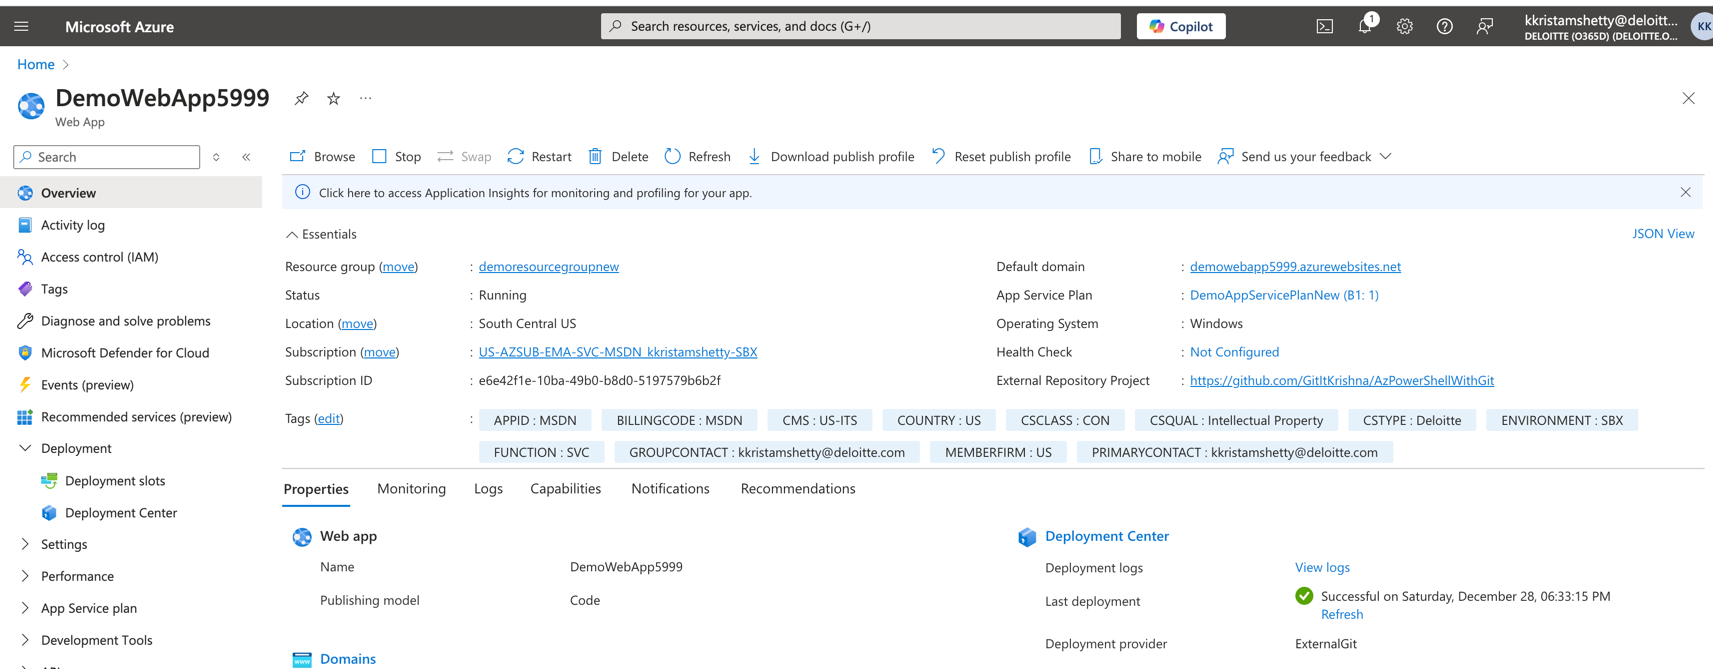 Microsoft Azure
Search resources, services, and docs (G+/)
Copilot
1
kkristamshetty@deloitt...
DELOITTE (O365D) (DELOITTE.O...
KK
Home
DemoWebApp5999
Web App
Search
Browse Stop Swap Restart Delete Refresh Download publish profile Reset publish profile Share to mobile Send us your feedback
Overview
Activity log
Access control (IAM)
Tags
Diagnose and solve problems
Microsoft Defender for Cloud
Events (preview)
Recommended services (preview)
Deployment
Deployment slots
Deployment Center
Settings
Performance
App Service plan
Development Tools
Click here to access Application Insights for monitoring and profiling for your app.
Essentials
JSON View
Resource group (move) : demoresourcegroupnew
Status : Running
Location (move) : South Central US
Subscription (move) : US-AZSUB-EMA-SVC-MSDN_kkristamshetty-SBX
Subscription ID : e6e42f1e-10ba-49b0-b8d0-5197579b6b2f
Default domain : demowebapp5999.azurewebsites.net
App Service Plan : DemoAppServicePlanNew (B1: 1)
Operating System : Windows
Health Check : Not Configured
External Repository Project : https://github.com/GitItKrishna/AzPowerShellWithGit
Tags (edit) : APPID : MSDN BILLINGCODE : MSDN CMS : US-ITS COUNTRY : US CSCLASS : CON CSQUAL : Intellectual Property CSTYPE : Deloitte ENVIRONMENT : SBX
FUNCTION : SVC GROUPCONTACT : kkristamshetty@deloitte.com MEMBERFIRM : US PRIMARYCONTACT : kkristamshetty@deloitte.com
Properties Monitoring Logs Capabilities Notifications Recommendations
Web app
Name DemoWebApp5999
Publishing model Code
Domains
Deployment Center
Deployment logs View logs
Last deployment Successful on Saturday, December 28, 06:33:15 PM
Refresh
Deployment provider ExternalGit